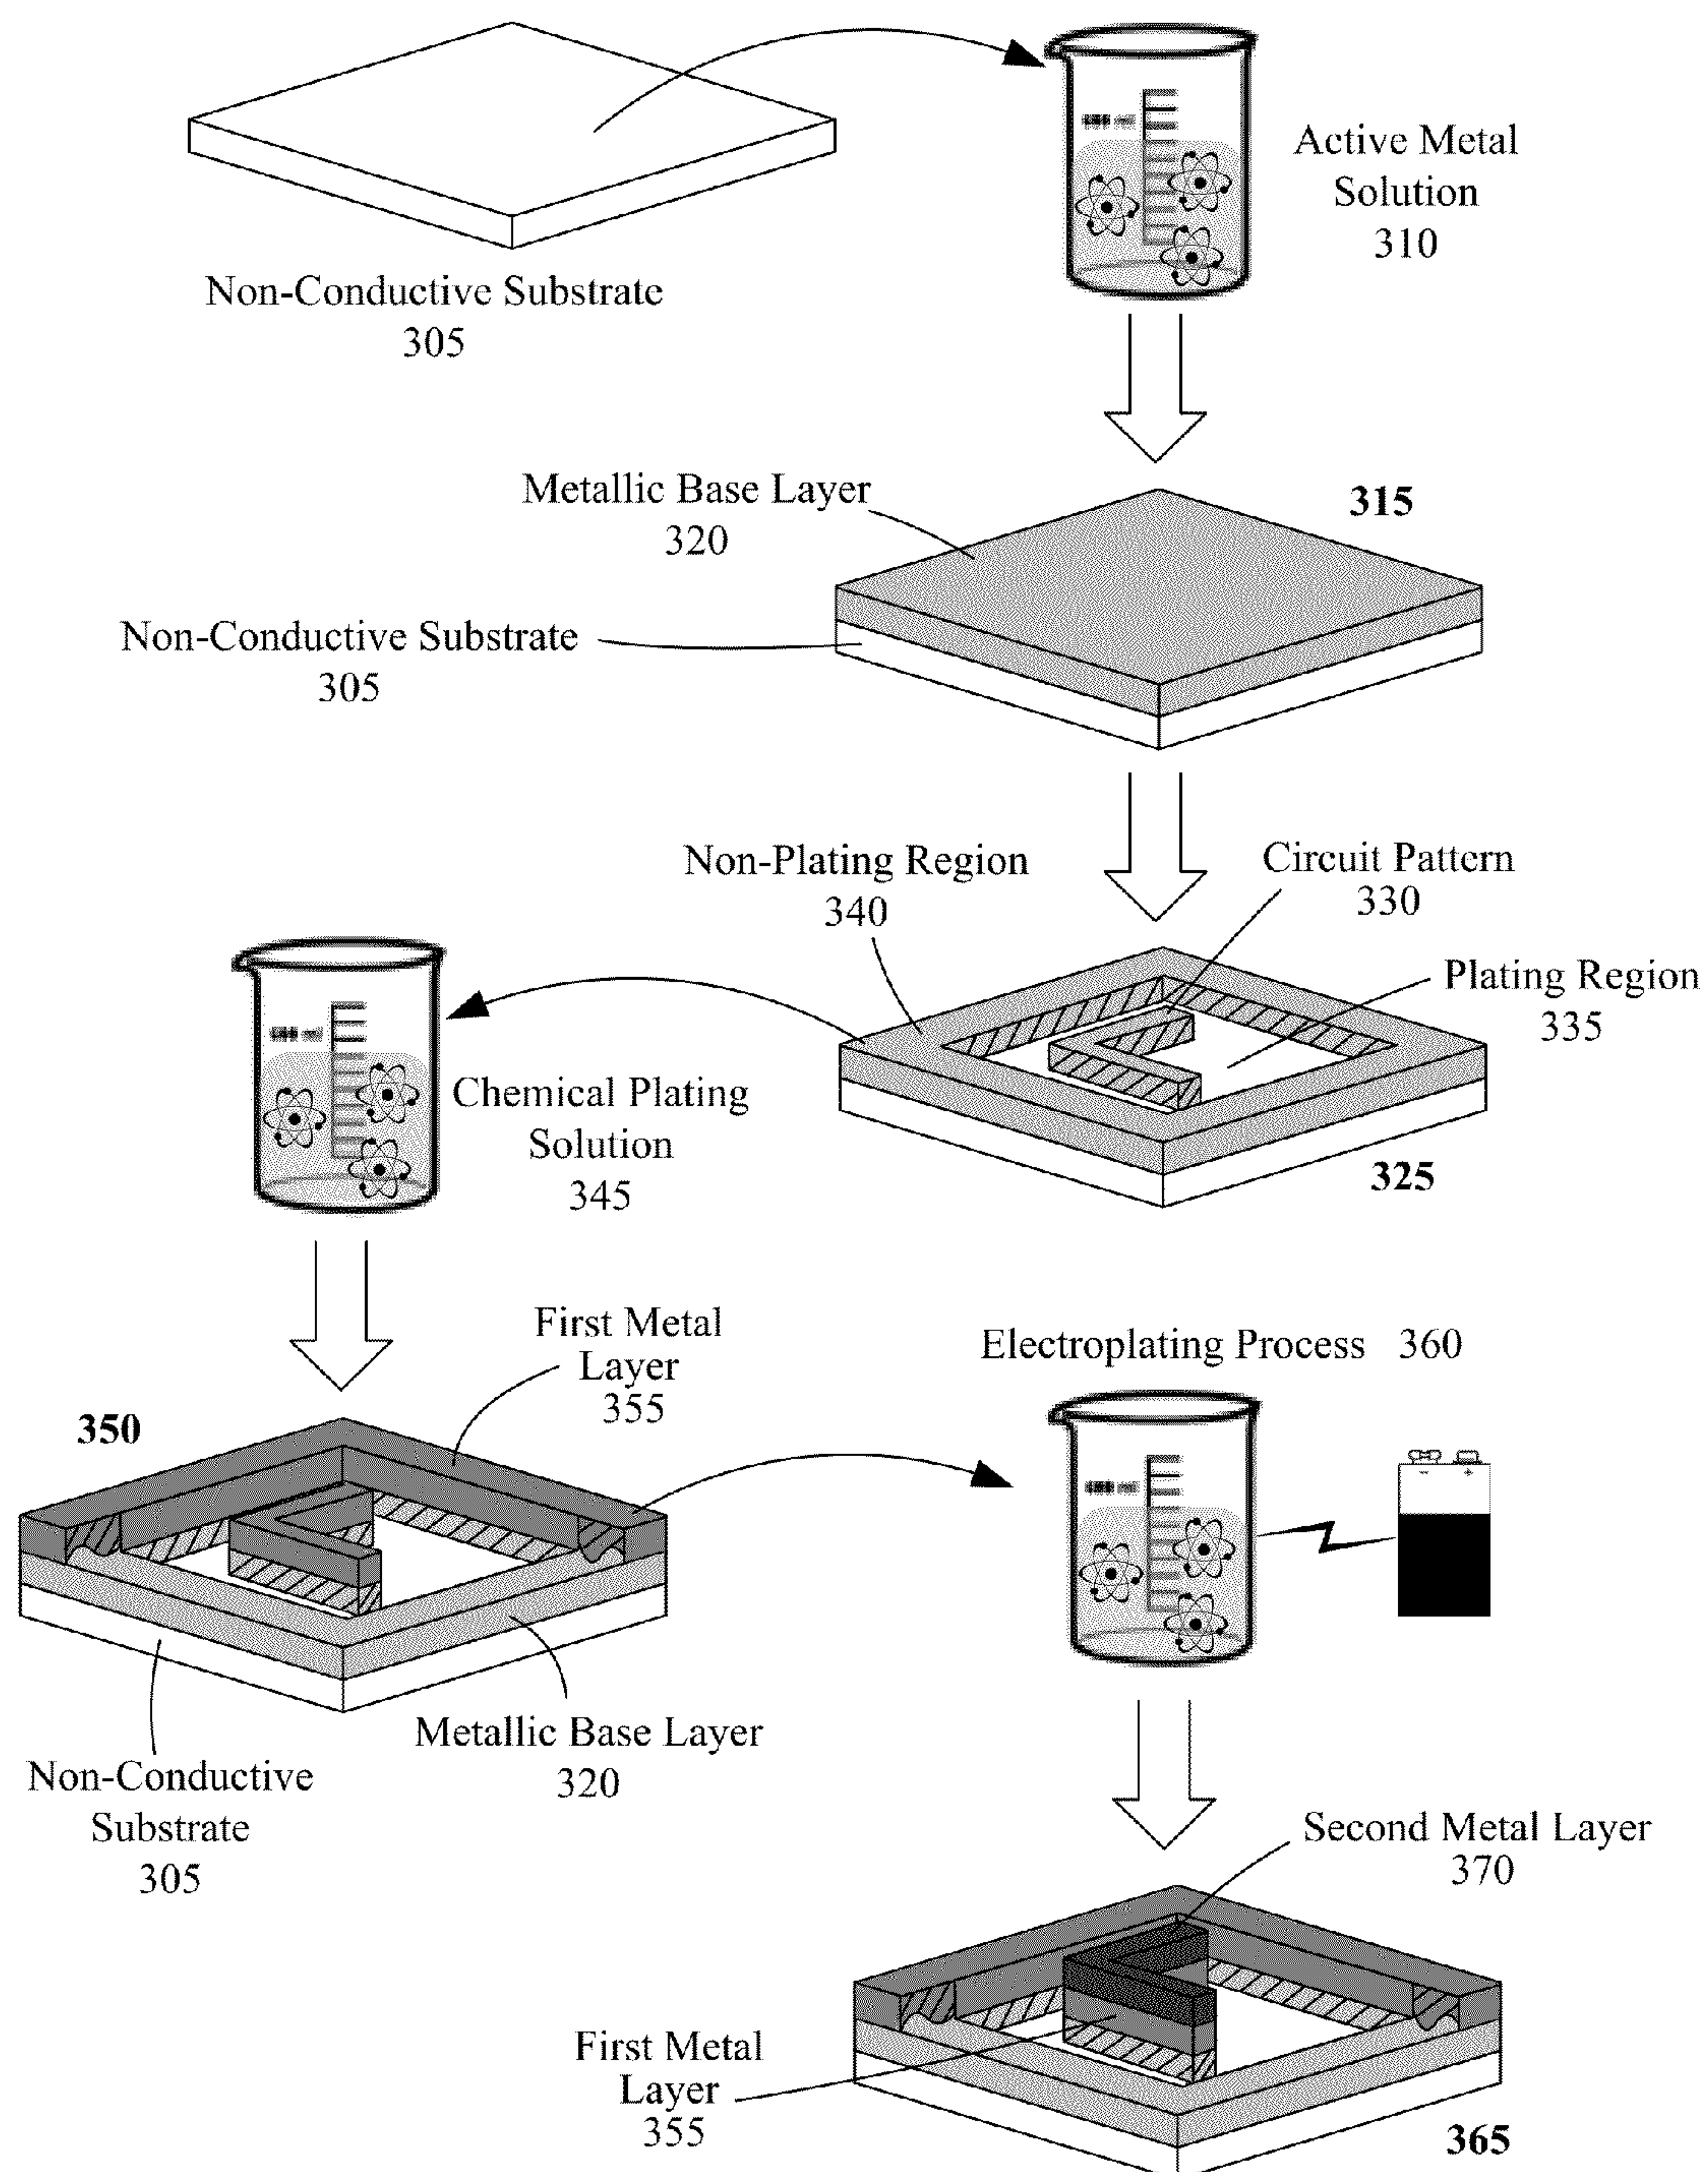 Active Metal
Solution
310
Non-Conductive Substrate
305
Metallic Base Layer
320
315
Non-Conductive Substrate
305
Non-Plating Region
340
Circuit Pattern
330
Plating Region
335
Chemical Plating
Solution
345
325
First Metal
Layer
355
Electroplating Process 360
350
- +
Metallic Base Layer
320
Non-Conductive
Substrate
305
Second Metal Layer
370
First Metal
Layer
355
365